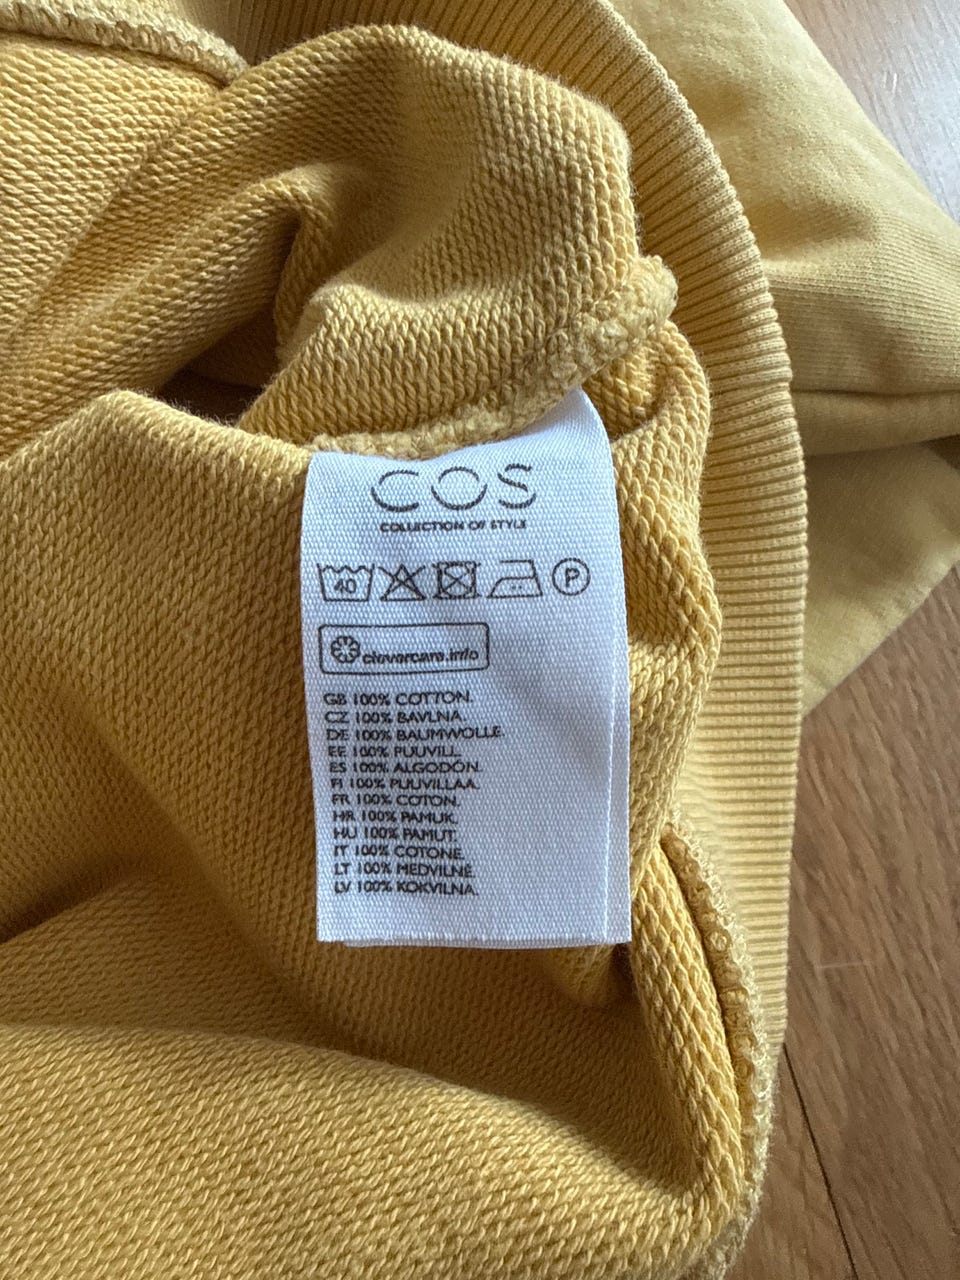 COS
COLLECTION OF STYLE
40 P
clevercare.info
GB 100% COTTON.
CZ 100% BAVLNA.
DE 100% BAUMWOLLE.
EE 100% PUUVILL.
ES 100% ALGODÓN.
FI 100% PUUVILLAA.
FR 100% COTON.
HR 100% PAMUK.
HU 100% PAMUT.
IT 100% COTONE.
LT 100% MEDVILNĖ.
LV 100% KOKVILNA.